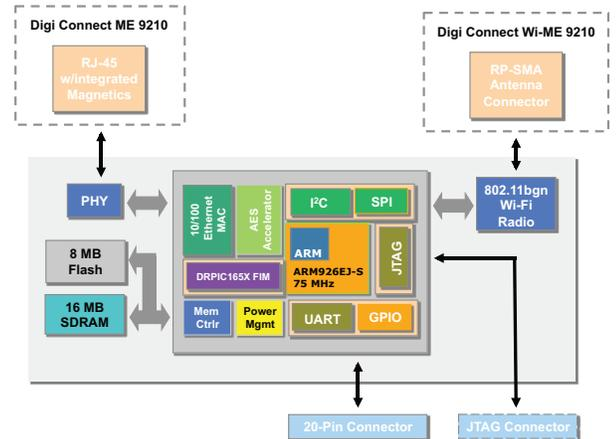 Digi Connect ME 9210
RJ-45
w/integrated
Magnetics
Digi Connect Wi-ME 9210
RP-SMA
Antenna
Connector
PHY
8 MB
Flash
16 MB
SDRAM
10/100
Ethernet
MAC
AES
Accelerator
I²C
SPI
DRPIC165X FIM
ARM
ARM926EJ-S
75 MHz
JTAG
Mem
Ctrlr
Power
Mgmt
UART
GPIO
802.11bgn
Wi-Fi
Radio
20-Pin Connector
JTAG Connector